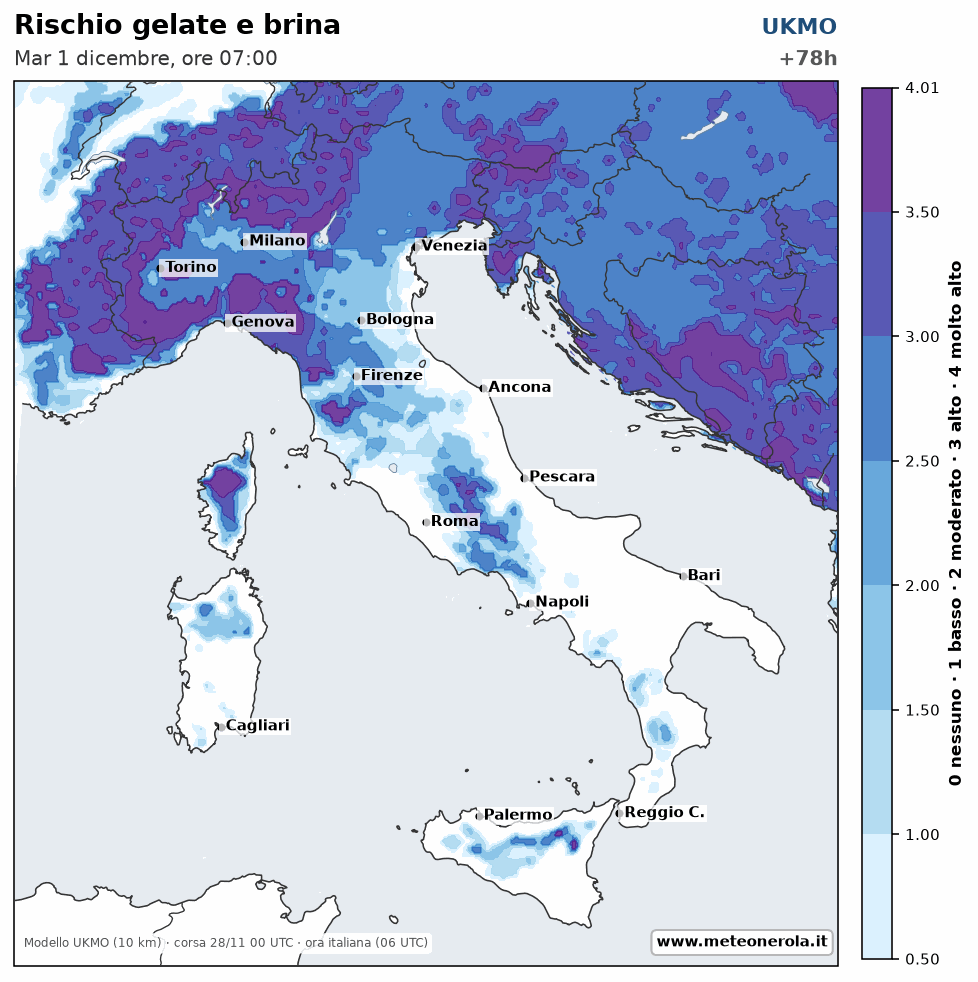 Rischio gelate e brina
UKMO
Mar 1 dicembre, ore 07:00
+78h
4.01
3.50
3.00
2.50
2.00
1.50
1.00
0.50
0 nessuno · 1 basso · 2 moderato · 3 alto · 4 molto alto
Milano
Venezia
Torino
Genova
Bologna
Firenze
Ancona
Pescara
Roma
Bari
Napoli
Cagliari
Palermo
Reggio C.
Modello UKMO (10 km) · corsa 28/11 00 UTC · ora italiana (06 UTC)
www.meteonerola.it